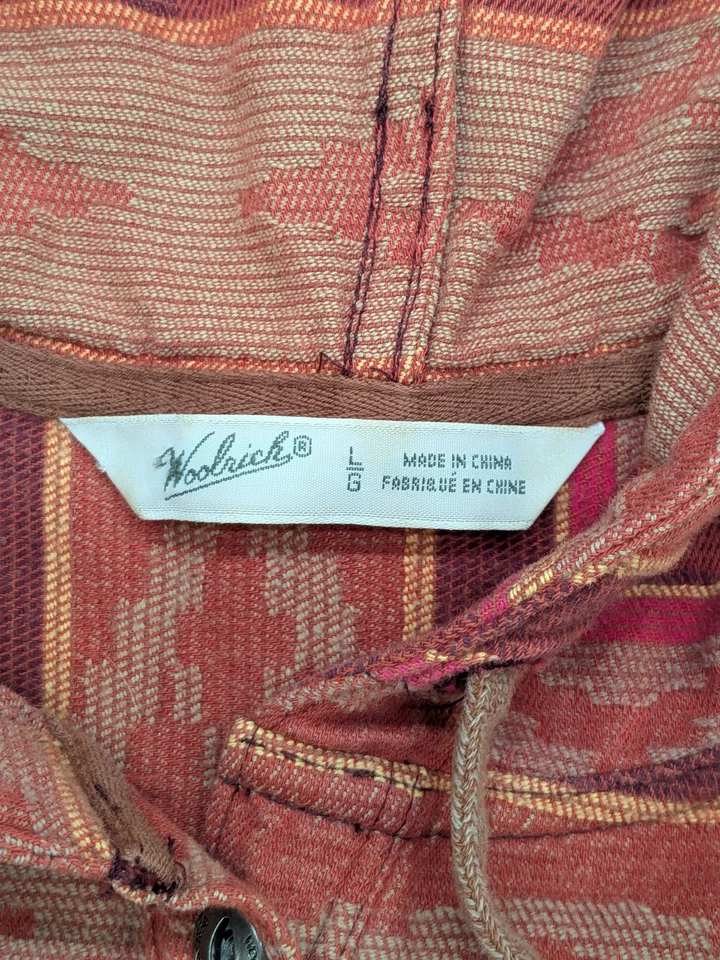 Woolrich®
L
G
MADE IN CHINA
FABRIQUÉ EN CHINE